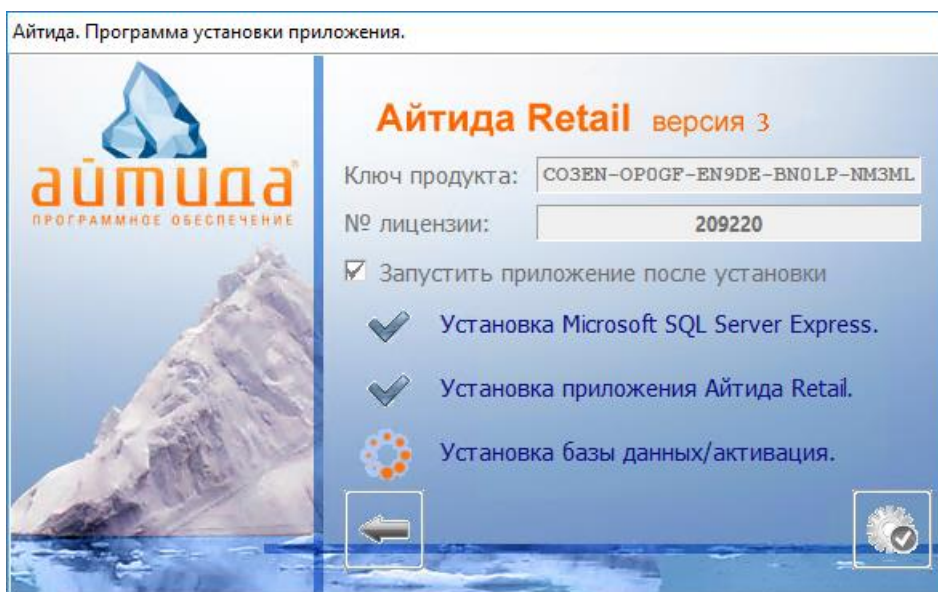 Айтида. Программа установки приложения.
айтида
ПРОГРАММНОЕ ОБЕСПЕЧЕНИЕ
Айтида Retail версия 3
Ключ продукта: CO3EN-OP0GF-EN9DE-BN0LP-NM3ML
№ лицензии: 209220
Запустить приложение после установки
Установка Microsoft SQL Server Express.
Установка приложения Айтида Retail.
Установка базы данных/активация.